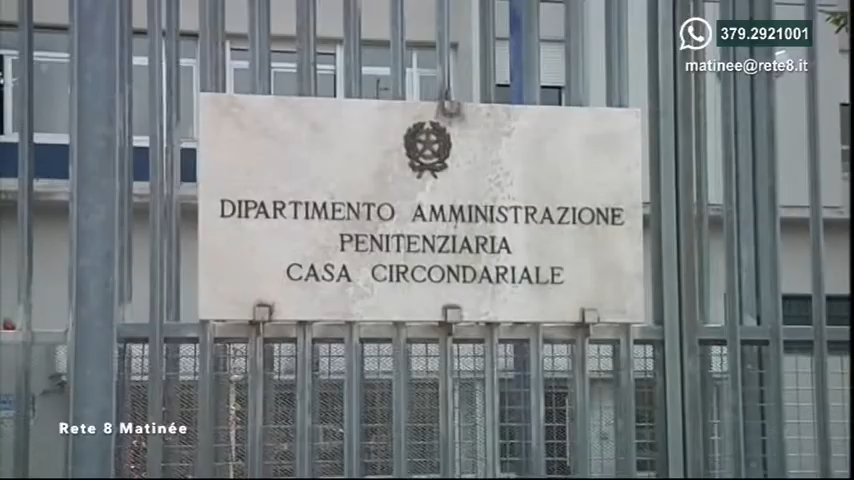 379.2921001
matinee@rete8.it
DIPARTIMENTO AMMINISTRAZIONE
PENITENZIARIA
CASA CIRCONDARIALE
Rete 8 Matinée